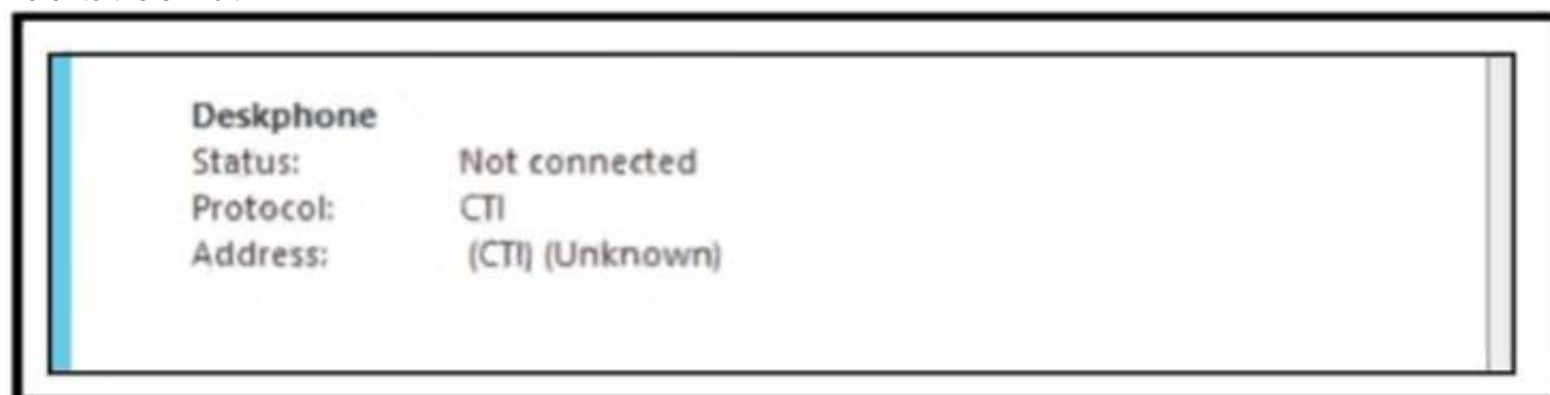 Deskphone
Status: Not connected
Protocol: CTI
Address: (CTI) (Unknown)